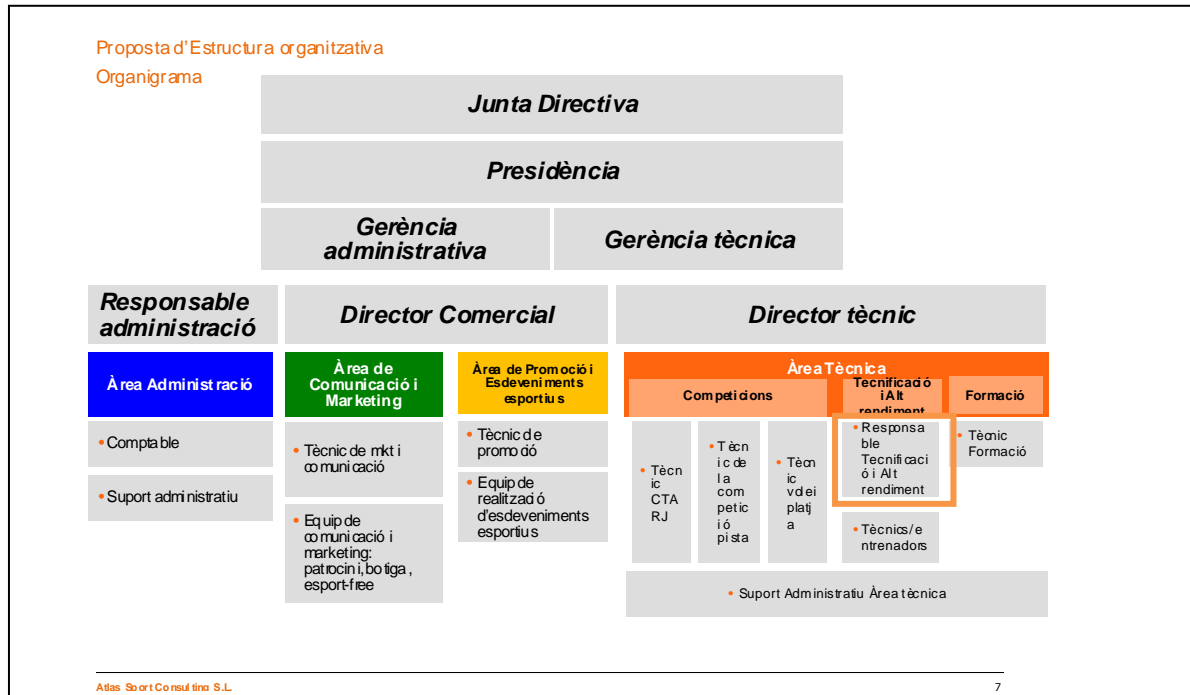 Proposta d'Estructura organitzativa
Organigrama
Junta Directiva
Presidència
Gerència
administrativa
Gerència tècnica
Responsable
administració
Director Comercial
Director tècnic
Àrea Administració
Àrea de
Comunicació i
Marketing
Àrea de Promoció i
Esdeveniments
esportius
Àrea Tècnica
Competicions
Tecnificació
i Alt
rendiment
Formació
• Comptable
• Suport administratiu
• Tècnic de mkt i
comunicació
• Equip de
comunicació i
marketing:
patrocini, botiga,
esport-free
• Tècnic de
promoció
• Equip de
realització
d'esdeveniments
esportius
• Tècn
ic
CTA
RJ
• Tècn
ic de
la
com
petic
ió
pista
• Tècn
ic
volei
platj
a
• Responsa
ble
Tecnificaci
ó i Alt
rendiment
• Tècnics/e
ntrenadors
• Tècnic
Formació
• Suport Administratiu Àrea tècnica
Atlas Sport Consulting S.L.
7